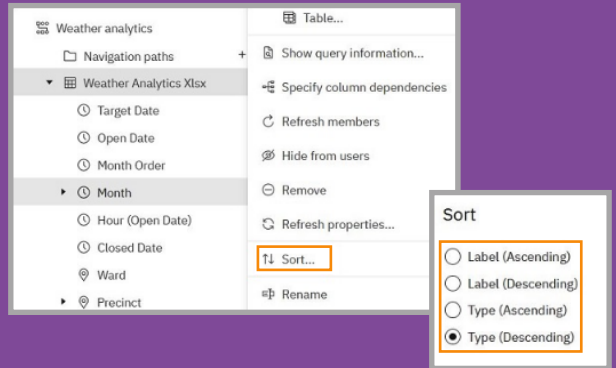 Weather analytics
Navigation paths +
Weather Analytics Xlsx
Target Date
Open Date
Month Order
Month
Hour (Open Date)
Closed Date
Ward
Precinct
Table...
Show query information...
Specify column dependencies
Refresh members
Hide from users
Remove
Refresh properties...
Sort...
Rename
Sort
Label (Ascending)
Label (Descending)
Type (Ascending)
Type (Descending)